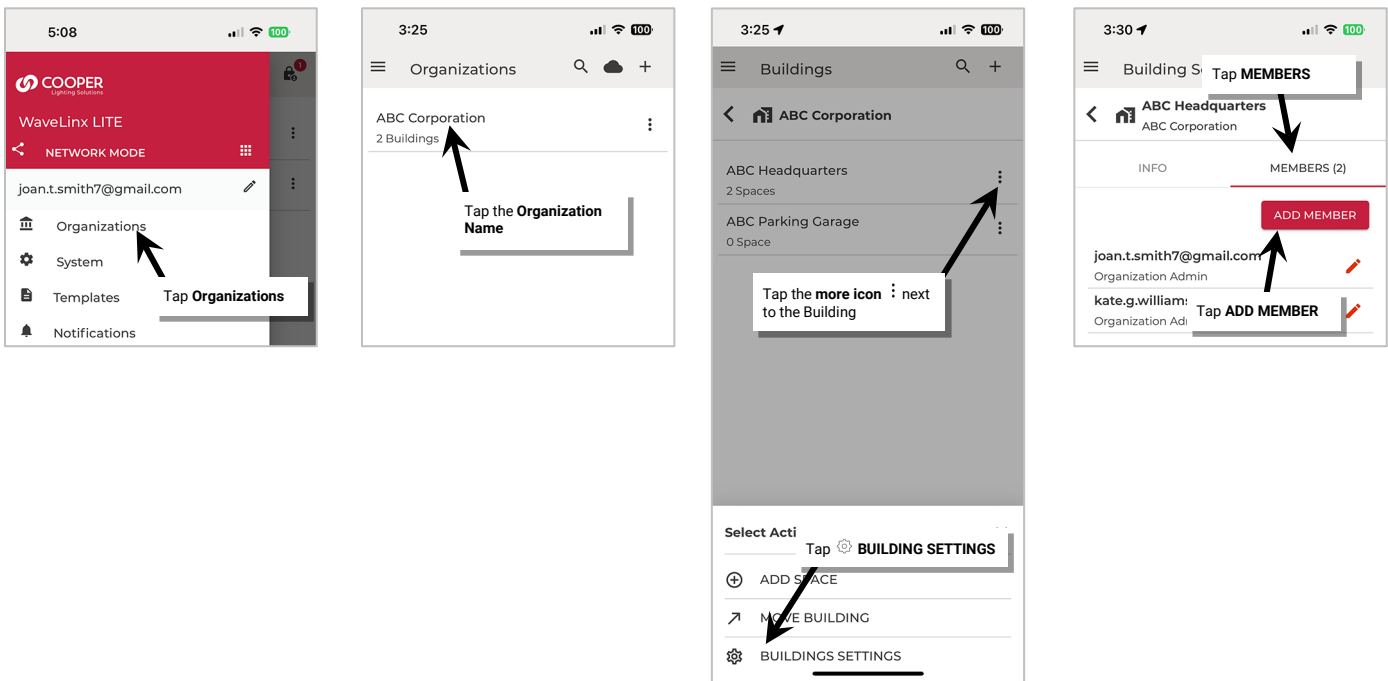 5:08
100
COOPER
Lighting Solutions
1
WaveLinx LITE
NETWORK MODE
joan.t.smith7@gmail.com
Organizations
System
Templates
Notifications
Tap Organizations
3:25
100
Organizations
ABC Corporation
2 Buildings
Tap the Organization
Name
3:25
100
Buildings
ABC Corporation
ABC Headquarters
2 Spaces
ABC Parking Garage
0 Space
Tap the more icon ⋮ next
to the Building
Select Acti
Tap BUILDING SETTINGS
ADD SPACE
MOVE BUILDING
BUILDINGS SETTINGS
3:30
100
Building S
Tap MEMBERS
ABC Headquarters
ABC Corporation
INFO
MEMBERS (2)
ADD MEMBER
joan.t.smith7@gmail.com
Organization Admin
kate.g.williams
Organization Ad
Tap ADD MEMBER